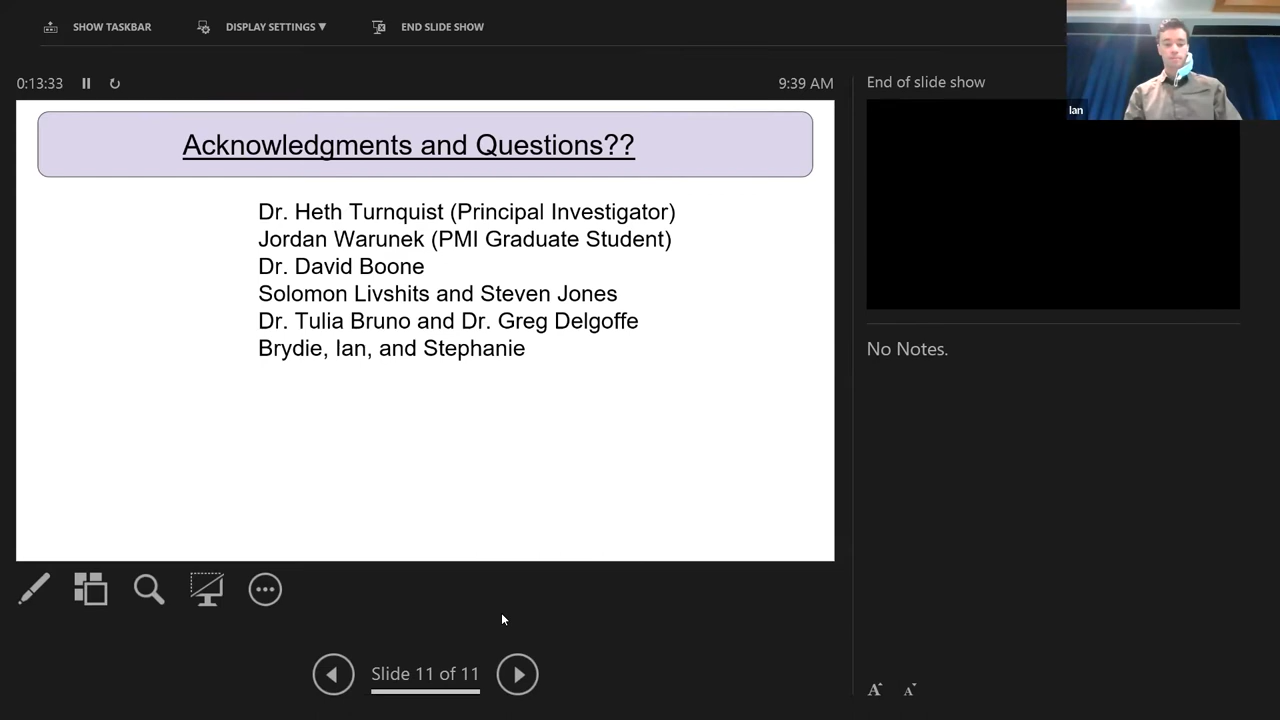 SHOW TASKBAR
DISPLAY SETTINGS ▼
END SLIDE SHOW
0:13:33
9:39 AM
End of slide show
Ian
Acknowledgments and Questions??
Dr. Heth Turnquist (Principal Investigator)
Jordan Warunek (PMI Graduate Student)
Dr. David Boone
Solomon Livshits and Steven Jones
Dr. Tulia Bruno and Dr. Greg Delgoffe
Brydie, Ian, and Stephanie
No Notes.
Slide 11 of 11
A A